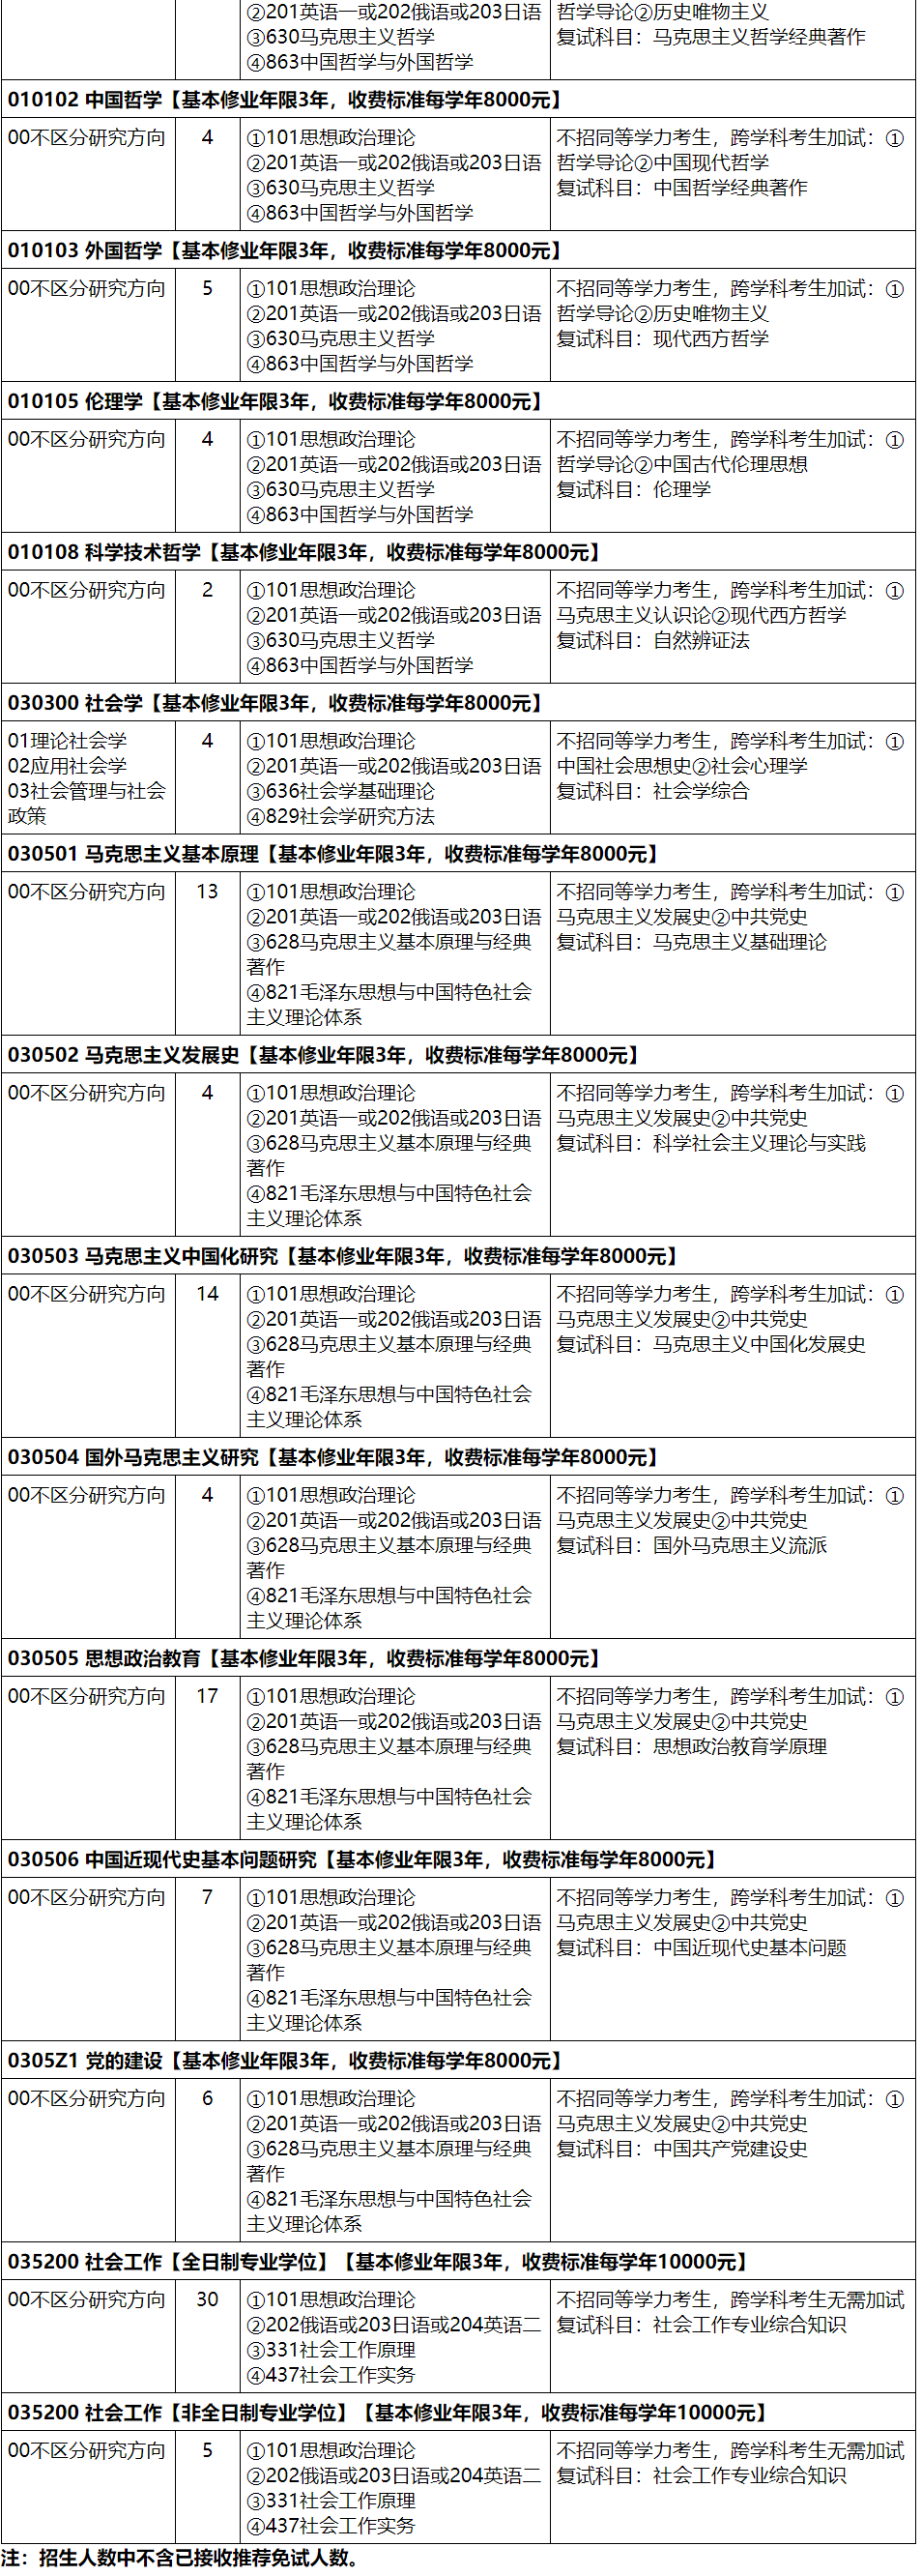 ②201英语一或202俄语或203日语
③630马克思主义哲学
④863中国哲学与外国哲学
哲学导论②历史唯物主义
复试科目：马克思主义哲学经典著作
010102 中国哲学【基本修业年限3年，收费标准每学年8000元】
00不区分研究方向
4
①101思想政治理论
②201英语一或202俄语或203日语
③630马克思主义哲学
④863中国哲学与外国哲学
不招同等学力考生，跨学科考生加试：①
哲学导论②中国现代哲学
复试科目：中国哲学经典著作
010103 外国哲学【基本修业年限3年，收费标准每学年8000元】
00不区分研究方向
5
①101思想政治理论
②201英语一或202俄语或203日语
③630马克思主义哲学
④863中国哲学与外国哲学
不招同等学力考生，跨学科考生加试：①
哲学导论②历史唯物主义
复试科目：现代西方哲学
010105 伦理学【基本修业年限3年，收费标准每学年8000元】
00不区分研究方向
4
①101思想政治理论
②201英语一或202俄语或203日语
③630马克思主义哲学
④863中国哲学与外国哲学
不招同等学力考生，跨学科考生加试：①
哲学导论②中国古代伦理思想
复试科目：伦理学
010108 科学技术哲学【基本修业年限3年，收费标准每学年8000元】
00不区分研究方向
2
①101思想政治理论
②201英语一或202俄语或203日语
③630马克思主义哲学
④863中国哲学与外国哲学
不招同等学力考生，跨学科考生加试：①
马克思主义认识论②现代西方哲学
复试科目：自然辨证法
030300 社会学【基本修业年限3年，收费标准每学年8000元】
01理论社会学
02应用社会学
03社会管理与社会
政策
4
①101思想政治理论
②201英语一或202俄语或203日语
③636社会学基础理论
④829社会学研究方法
不招同等学力考生，跨学科考生加试：①
中国社会思想史②社会心理学
复试科目：社会学综合
030501 马克思主义基本原理【基本修业年限3年，收费标准每学年8000元】
00不区分研究方向
13
①101思想政治理论
②201英语一或202俄语或203日语
③628马克思主义基本原理与经典
著作
④821毛泽东思想与中国特色社会
主义理论体系
不招同等学力考生，跨学科考生加试：①
马克思主义发展史②中共党史
复试科目：马克思主义基础理论
030502 马克思主义发展史【基本修业年限3年，收费标准每学年8000元】
00不区分研究方向
4
①101思想政治理论
②201英语一或202俄语或203日语
③628马克思主义基本原理与经典
著作
④821毛泽东思想与中国特色社会
主义理论体系
不招同等学力考生，跨学科考生加试：①
马克思主义发展史②中共党史
复试科目：科学社会主义理论与实践
030503 马克思主义中国化研究【基本修业年限3年，收费标准每学年8000元】
00不区分研究方向
14
①101思想政治理论
②201英语一或202俄语或203日语
③628马克思主义基本原理与经典
著作
④821毛泽东思想与中国特色社会
主义理论体系
不招同等学力考生，跨学科考生加试：①
马克思主义发展史②中共党史
复试科目：马克思主义中国化发展史
030504 国外马克思主义研究【基本修业年限3年，收费标准每学年8000元】
00不区分研究方向
4
①101思想政治理论
②201英语一或202俄语或203日语
③628马克思主义基本原理与经典
著作
④821毛泽东思想与中国特色社会
主义理论体系
不招同等学力考生，跨学科考生加试：①
马克思主义发展史②中共党史
复试科目：国外马克思主义流派
030505 思想政治教育【基本修业年限3年，收费标准每学年8000元】
00不区分研究方向
17
①101思想政治理论
②201英语一或202俄语或203日语
③628马克思主义基本原理与经典
著作
④821毛泽东思想与中国特色社会
主义理论体系
不招同等学力考生，跨学科考生加试：①
马克思主义发展史②中共党史
复试科目：思想政治教育学原理
030506 中国近现代史基本问题研究【基本修业年限3年，收费标准每学年8000元】
00不区分研究方向
7
①101思想政治理论
②201英语一或202俄语或203日语
③628马克思主义基本原理与经典
著作
④821毛泽东思想与中国特色社会
主义理论体系
不招同等学力考生，跨学科考生加试：①
马克思主义发展史②中共党史
复试科目：中国近现代史基本问题
0305Z1 党的建设【基本修业年限3年，收费标准每学年8000元】
00不区分研究方向
6
①101思想政治理论
②201英语一或202俄语或203日语
③628马克思主义基本原理与经典
著作
④821毛泽东思想与中国特色社会
主义理论体系
不招同等学力考生，跨学科考生加试：①
马克思主义发展史②中共党史
复试科目：中国共产党建设史
035200 社会工作【全日制专业学位】【基本修业年限3年，收费标准每学年10000元】
00不区分研究方向
30
①101思想政治理论
②202俄语或203日语或204英语二
③331社会工作原理
④437社会工作实务
不招同等学力考生，跨学科考生无需加试
复试科目：社会工作专业综合知识
035200 社会工作【非全日制专业学位】【基本修业年限3年，收费标准每学年10000元】
00不区分研究方向
5
①101思想政治理论
②202俄语或203日语或204英语二
③331社会工作原理
④437社会工作实务
不招同等学力考生，跨学科考生无需加试
复试科目：社会工作专业综合知识
注：招生人数中不含已接收推荐免试人数。